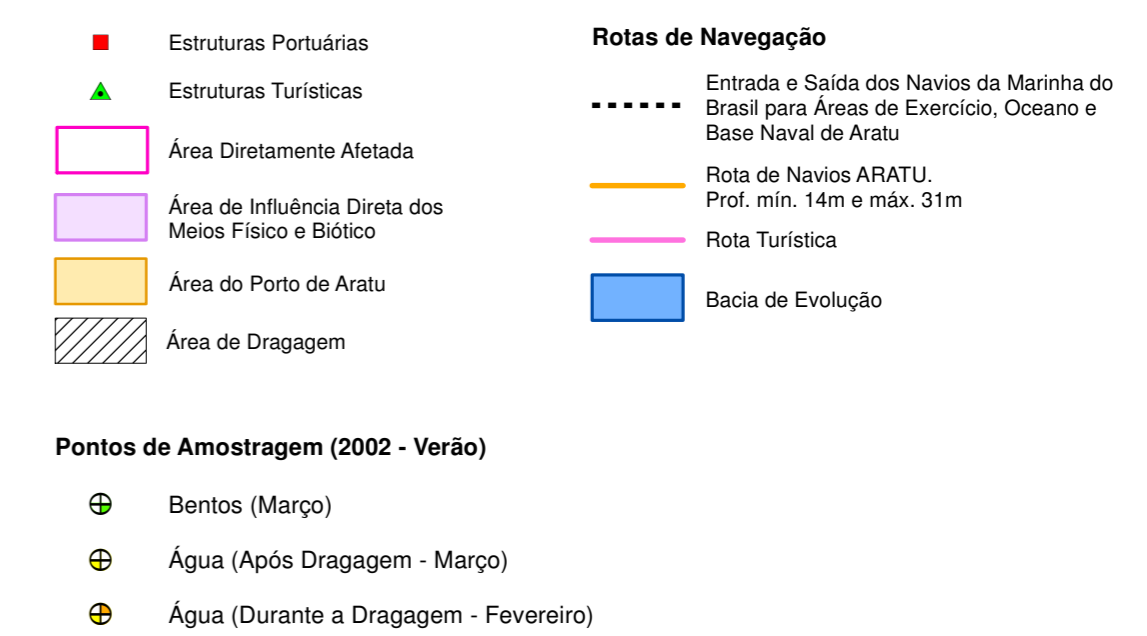 Estruturas Portuárias
Estruturas Turísticas
Área Diretamente Afetada
Área de Influência Direta dos
Meios Físico e Biótico
Área do Porto de Aratu
Área de Dragagem
Rotas de Navegação
Entrada e Saída dos Navios da Marinha do
Brasil para Áreas de Exercício, Oceano e
Base Naval de Aratu
Rota de Navios ARATU.
Prof. mín. 14m e máx. 31m
Rota Turística
Bacia de Evolução
Pontos de Amostragem (2002 - Verão)
Bentos (Março)
Água (Após Dragagem - Março)
Água (Durante a Dragagem - Fevereiro)